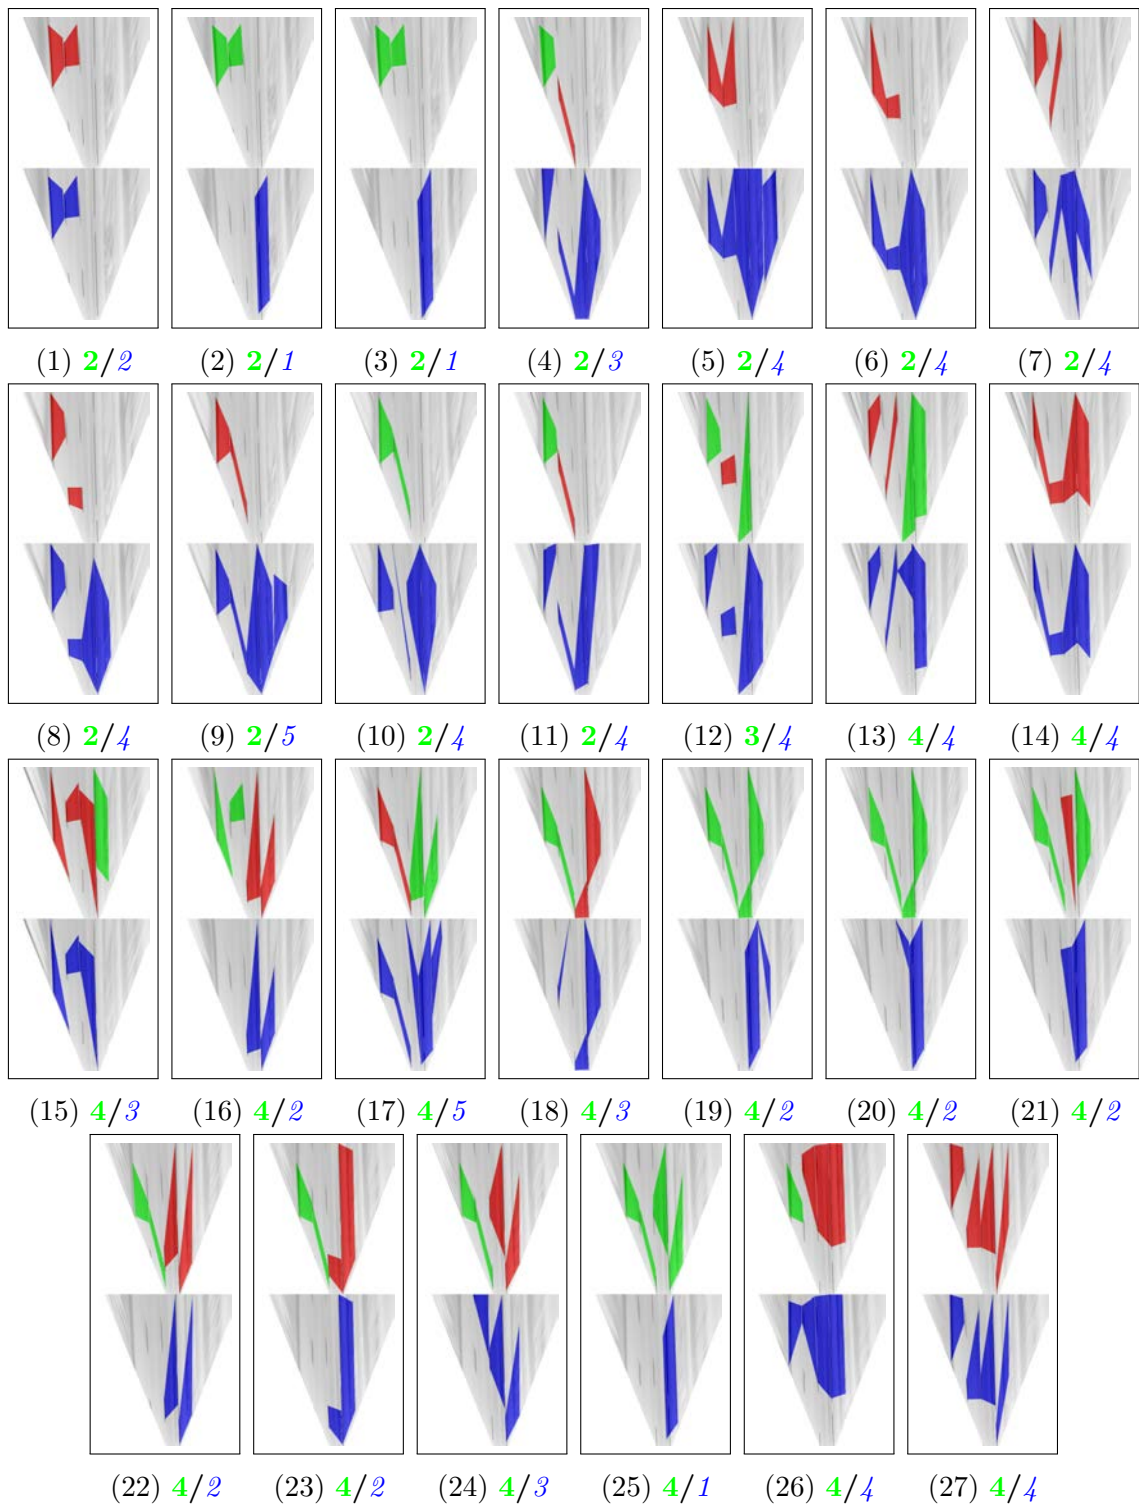 (1) 2/2 (2) 2/1 (3) 2/1 (4) 2/3 (5) 2/4 (6) 2/4 (7) 2/4
(8) 2/4 (9) 2/5 (10) 2/4 (11) 2/4 (12) 3/4 (13) 4/4 (14) 4/4
(15) 4/3 (16) 4/2 (17) 4/5 (18) 4/3 (19) 4/2 (20) 4/2 (21) 4/2
(22) 4/2 (23) 4/2 (24) 4/3 (25) 4/1 (26) 4/4 (27) 4/4